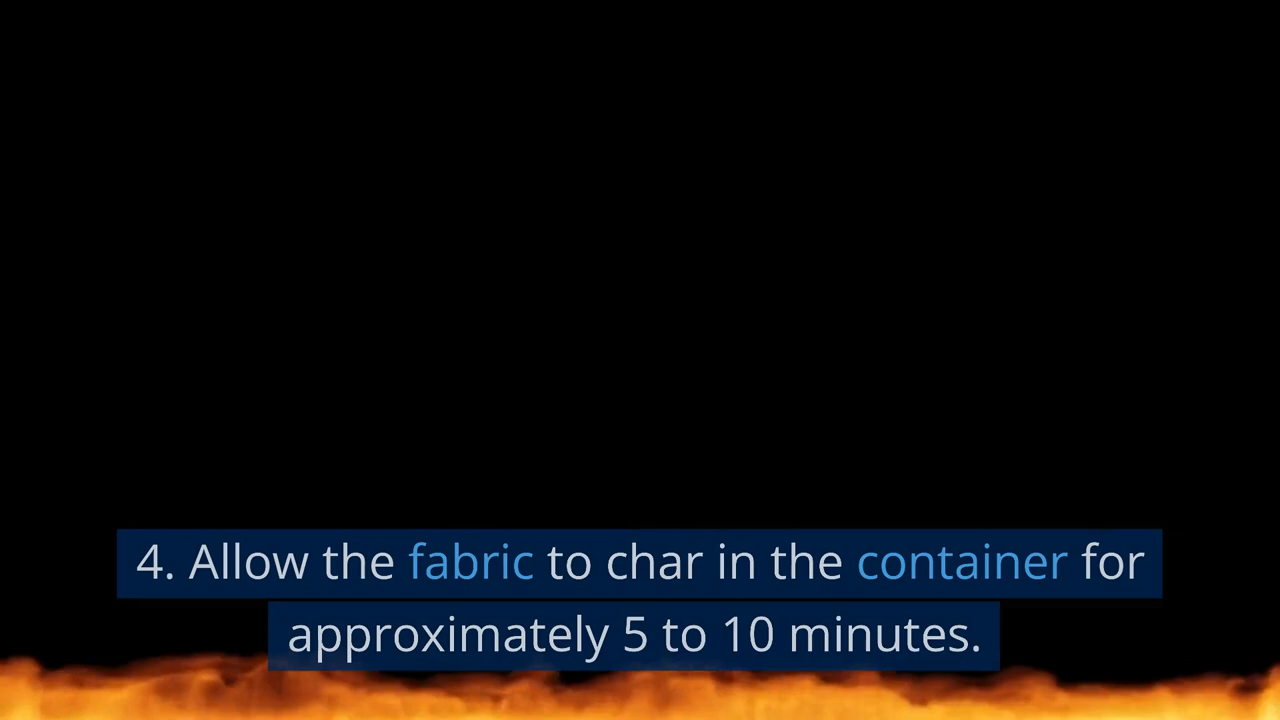 4. Allow the fabric to char in the container for
approximately 5 to 10 minutes.